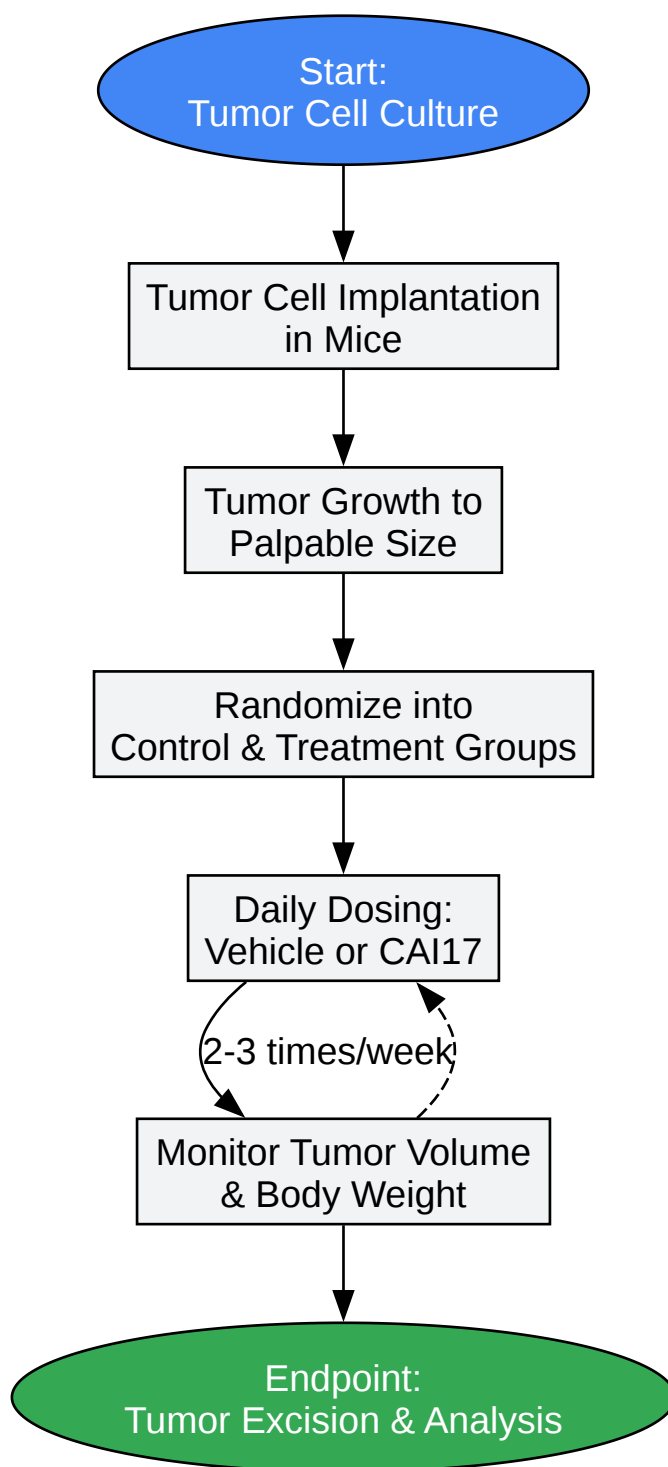 Start:
Tumor Cell Culture
Tumor Cell Implantation
in Mice
Tumor Growth to
Palpable Size
Randomize into
Control & Treatment Groups
Daily Dosing:
Vehicle or CAI17
2-3 times/week
Monitor Tumor Volume
& Body Weight
Endpoint:
Tumor Excision & Analysis